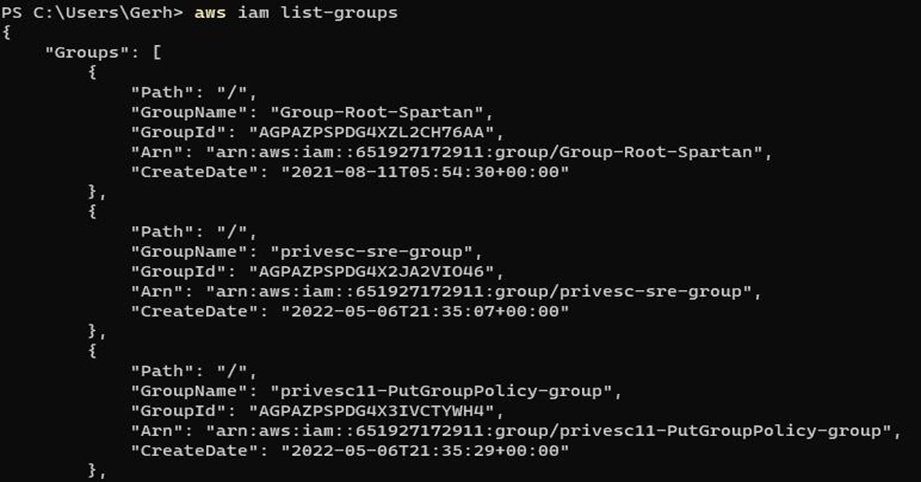 PS C:\Users\Gerh> aws iam list-groups
{
    "Groups": [
        {
            "Path": "/",
            "GroupName": "Group-Root-Spartan",
            "GroupId": "AGPAZPSPDG4XZL2CH76AA",
            "Arn": "arn:aws:iam::651927172911:group/Group-Root-Spartan",
            "CreateDate": "2021-08-11T05:54:30+00:00"
        },
        {
            "Path": "/",
            "GroupName": "privesc-sre-group",
            "GroupId": "AGPAZPSPDG4X2JA2VIO46",
            "Arn": "arn:aws:iam::651927172911:group/privesc-sre-group",
            "CreateDate": "2022-05-06T21:35:07+00:00"
        },
        {
            "Path": "/",
            "GroupName": "privesc11-PutGroupPolicy-group",
            "GroupId": "AGPAZPSPDG4X3IVCTYWH4",
            "Arn": "arn:aws:iam::651927172911:group/privesc11-PutGroupPolicy-group",
            "CreateDate": "2022-05-06T21:35:29+00:00"
        },